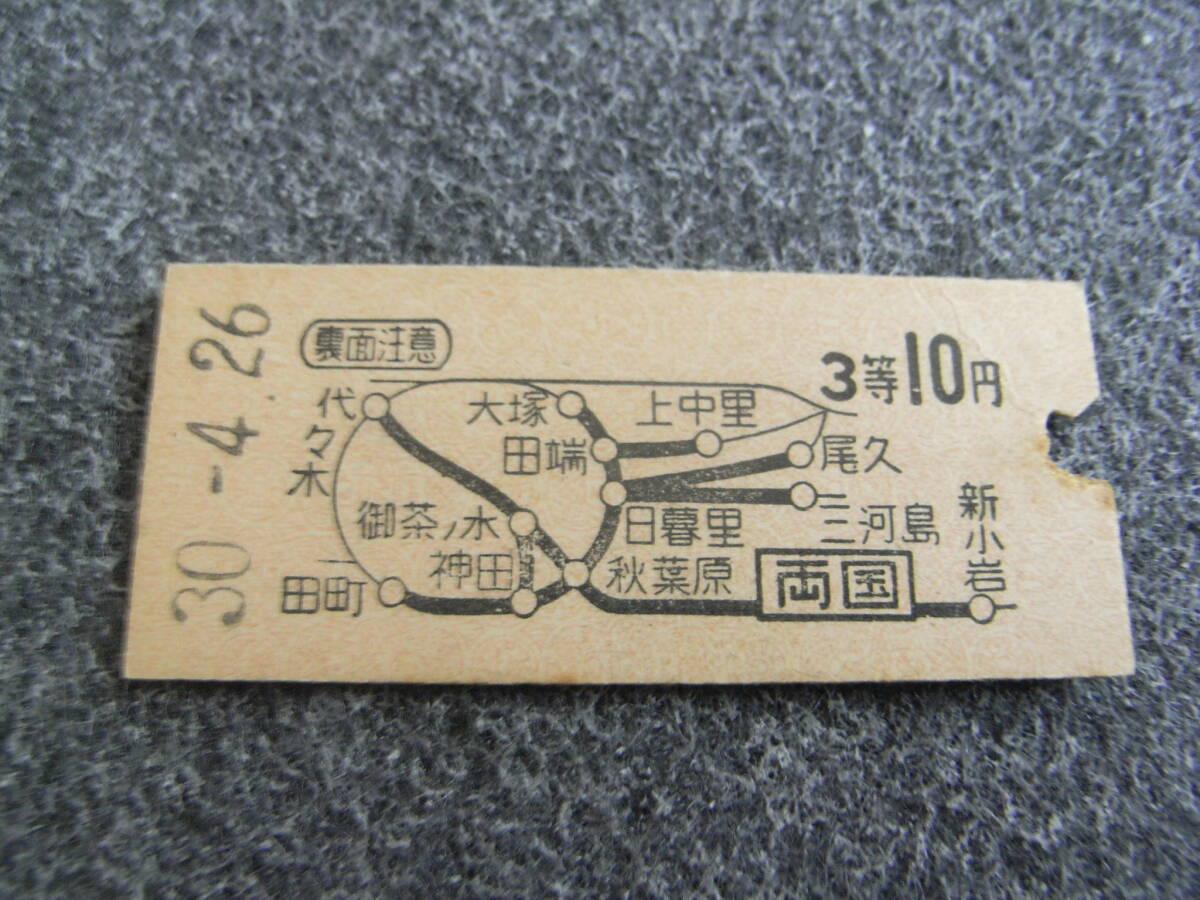 30-4.26
裏面注意
3等10円
代々木
大塚
上中里
田端
尾久
御茶ノ水
日暮里
三河島
新小岩
神田
秋葉原
両国
田町